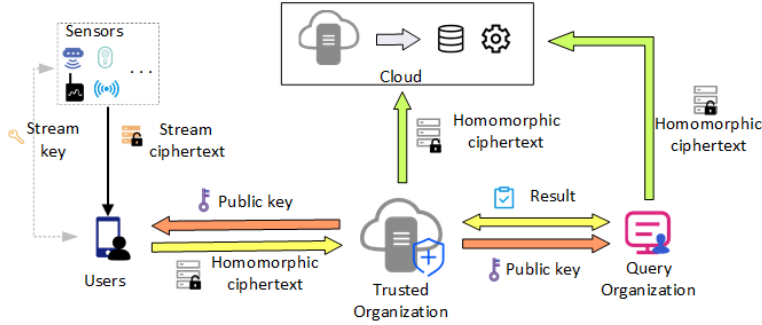 Sensors
. . .
Cloud
Stream
key
Stream
ciphertext
Homomorphic
ciphertext
Homomorphic
ciphertext
Public key
Result
Users
Homomorphic
ciphertext
Trusted
Organization
Public key
Query
Organization